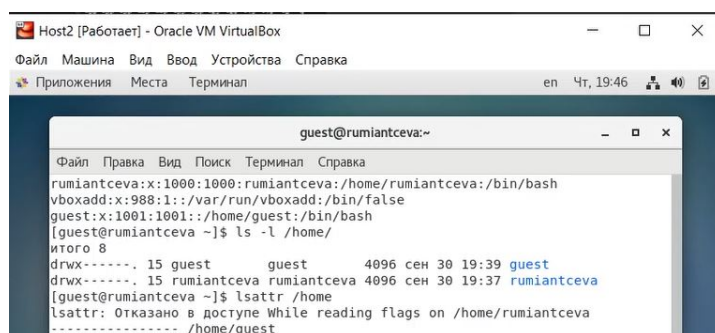 Host2 [Работает] - Oracle VM VirtualBox
Файл Машина Вид Ввод Устройства Справка
Приложения Места Терминал en Чт, 19:46
guest@rumiantceva:~
Файл Правка Вид Поиск Терминал Справка
rumiantceva:x:1000:1000:rumiantceva:/home/rumiantceva:/bin/bash
vboxadd:x:988:1::/var/run/vboxadd:/bin/false
guest:x:1001:1001::/home/guest:/bin/bash
[guest@rumiantceva ~]$ ls -l /home/
итого 8
drwx------. 15 guest guest 4096 сен 30 19:39 guest
drwx------. 15 rumiantceva rumiantceva 4096 сен 30 19:37 rumiantceva
[guest@rumiantceva ~]$ lsattr /home
lsattr: Отказано в доступе While reading flags on /home/rumiantceva
---------------- /home/guest